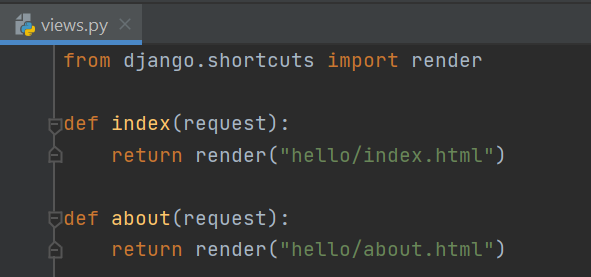 views.py
from django.shortcuts import render
def index(request):
    return render("hello/index.html")
def about(request):
    return render("hello/about.html")